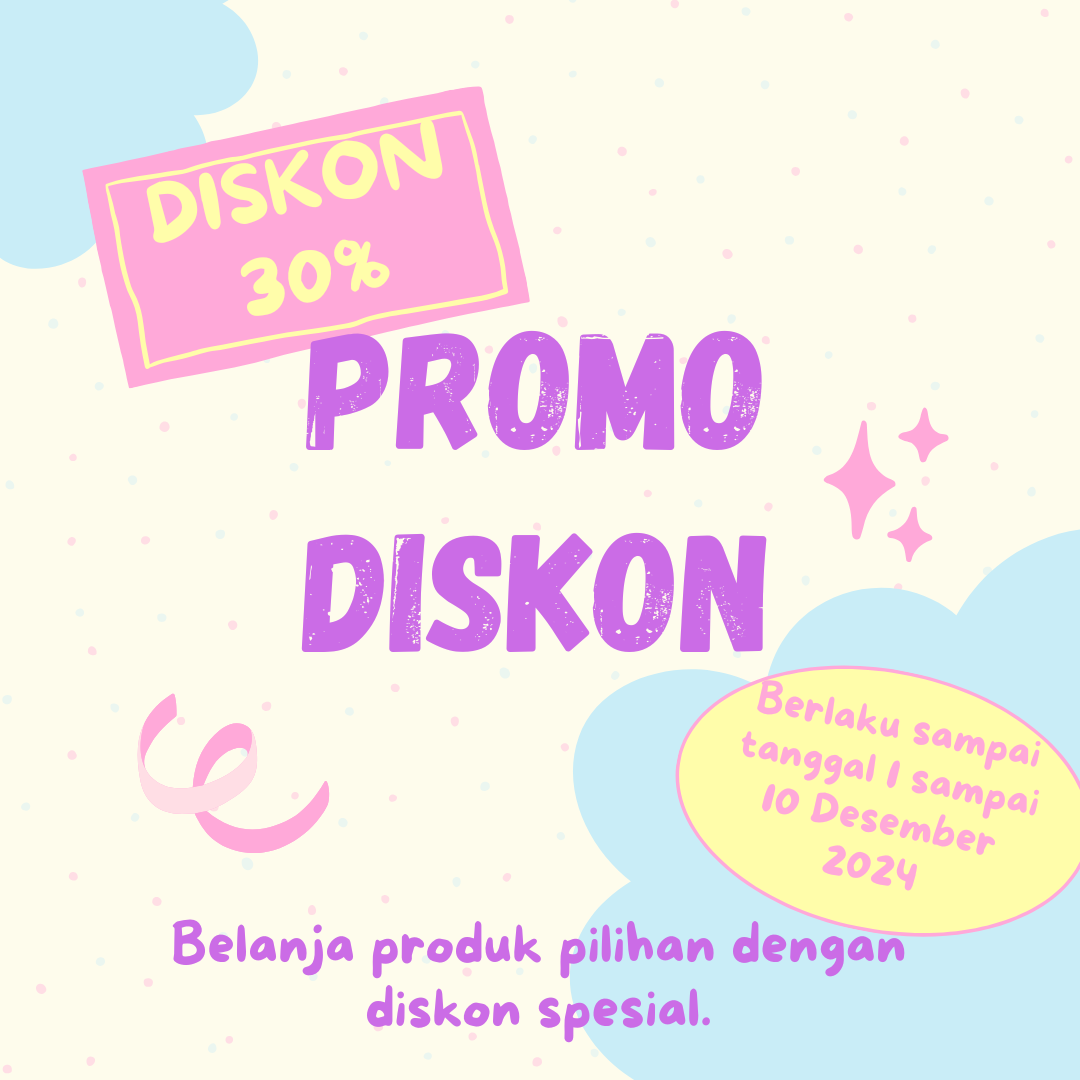 DISKON
30%
PROMO
DISKON
Berlaku sampai
tanggal 1 sampai
10 Desember
2024
Belanja produk pilihan dengan
diskon spesial.